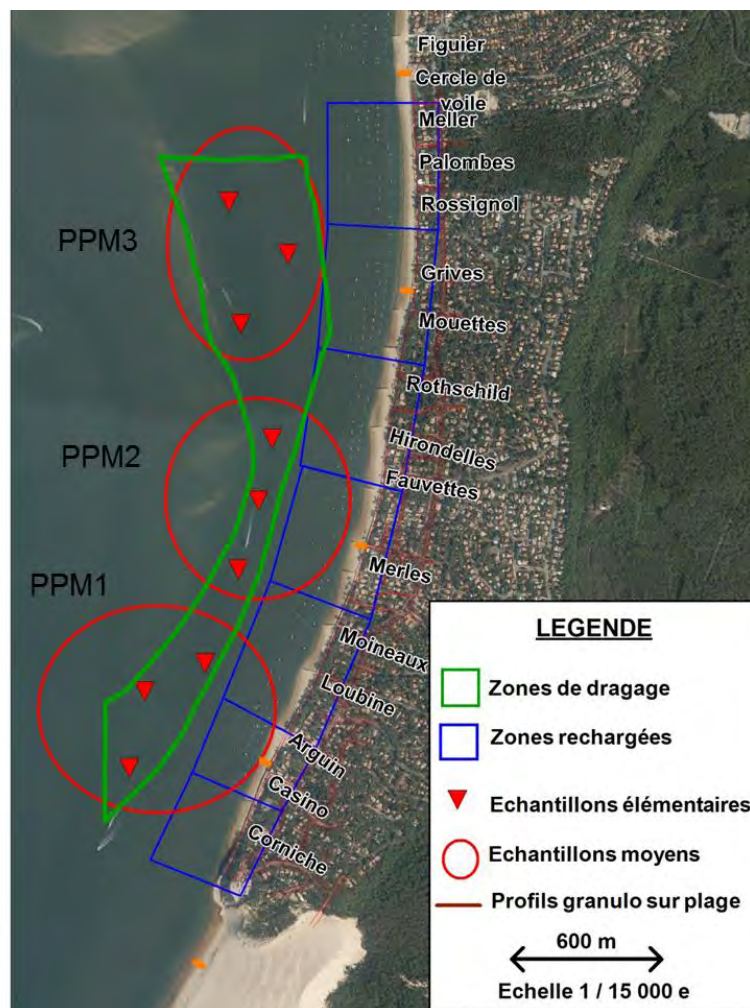 Figuier
Cercle de
voile
Meller
Palombes
Rossignol
PPM3
Grives
Mouettes
Rothschild
Hirondelles
PPM2
Fauvettes
Merles
PPM1
Moineaux
Loubine
Arguin
Casino
Corniche
LEGENDE
Zones de dragage
Zones rechargées
Echantillons élémentaires
Echantillons moyens
Profils granulo sur plage
600 m
Echelle 1 / 15 000 e